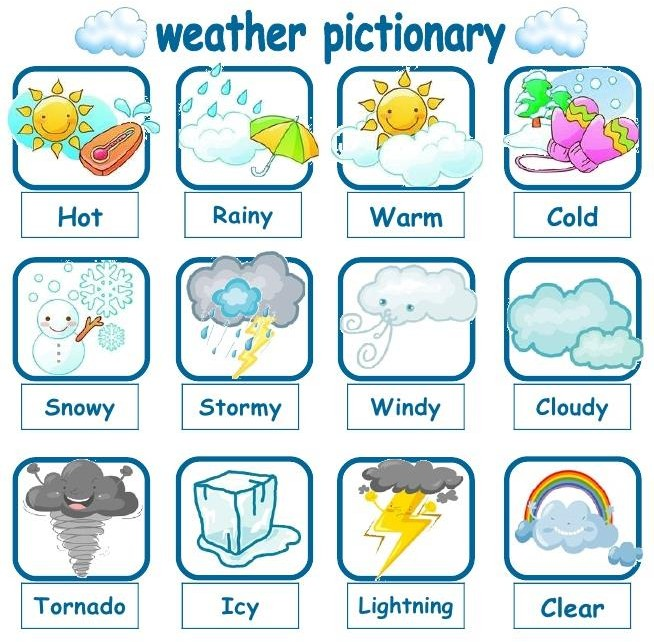 weather pictionary
Hot
Rainy
Warm
Cold
Snowy
Stormy
Windy
Cloudy
Tornado
Icy
Lightning
Clear